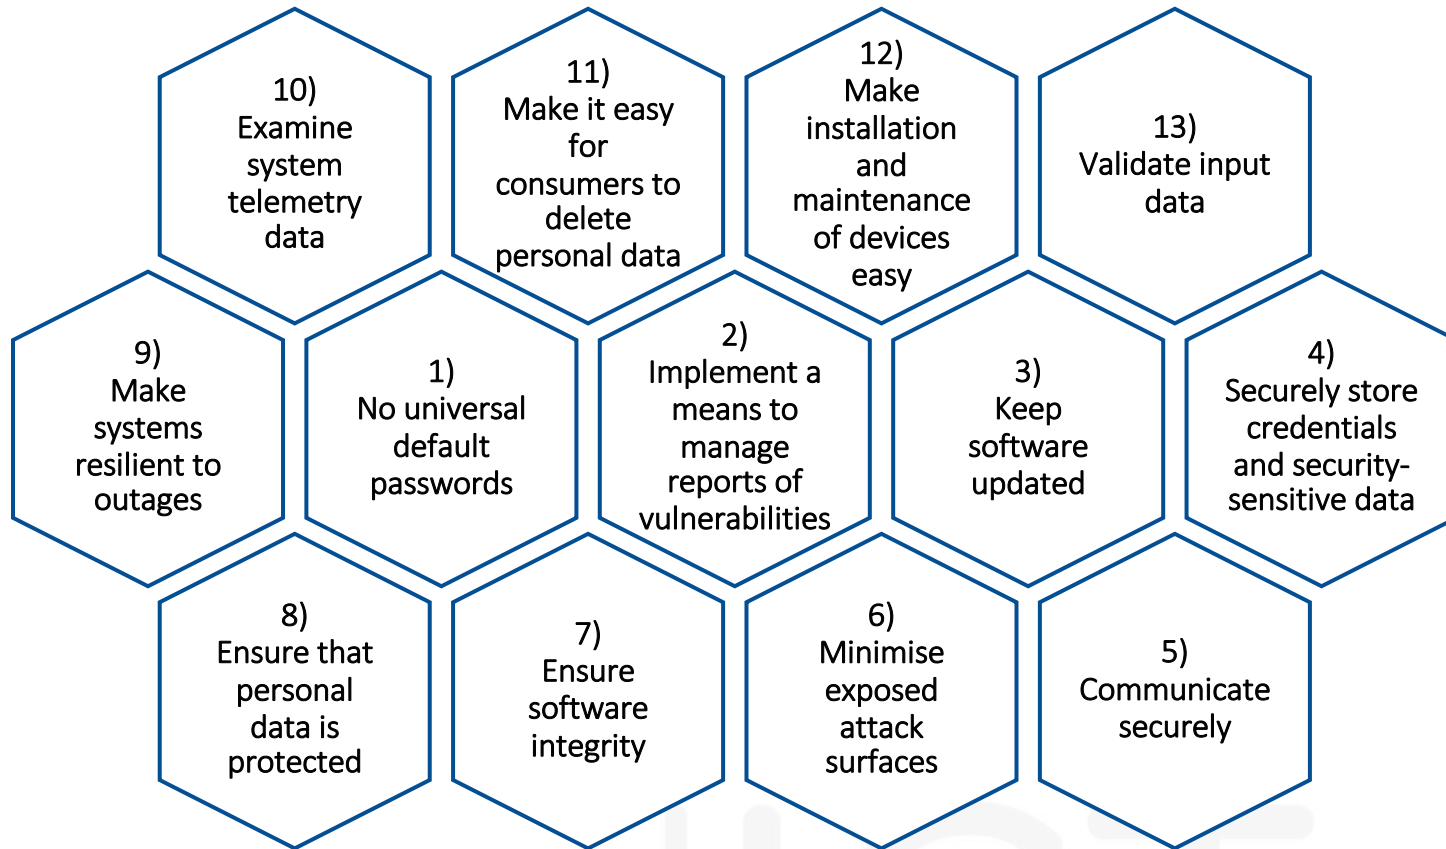 10)
Examine
system
telemetry
data
11)
Make it easy
for
consumers to
delete
personal data
12)
Make
installation
and
maintenance
of devices
easy
13)
Validate input
data
9)
Make
systems
resilient to
outages
1)
No universal
default
passwords
2)
Implement a
means to
manage
reports of
vulnerabilities
3)
Keep
software
updated
4)
Securely store
credentials
and security-
sensitive data
8)
Ensure that
personal
data is
protected
7)
Ensure
software
integrity
6)
Minimise
exposed
attack
surfaces
5)
Communicate
securely